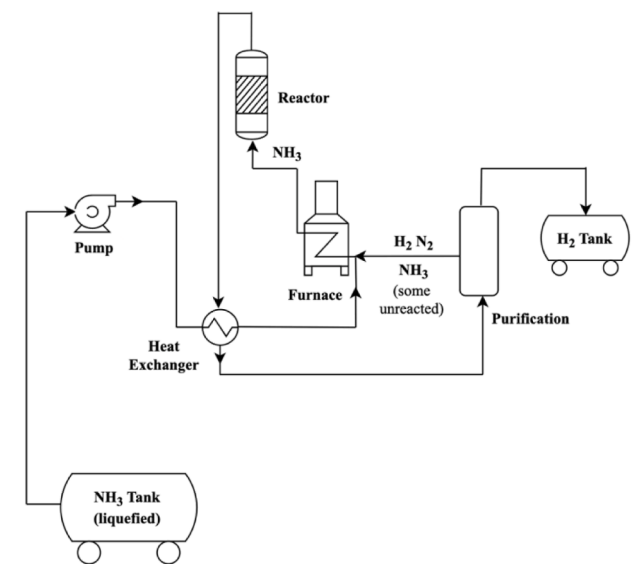 Reactor
NH₃
Pump
H₂ N₂
NH₃
(some
unreacted)
H₂ Tank
Furnace
Purification
Heat
Exchanger
NH₃ Tank
(liquefied)